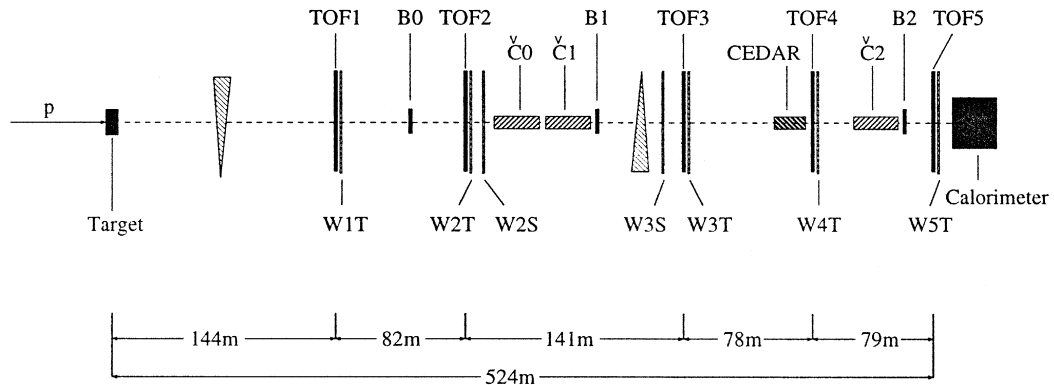 TOF1 B0 TOF2 B1 TOF3 TOF4 B2 TOF5
Č0 Č1 CEDAR Č2
p
Target W1T W2T W2S W3S W3T W4T W5T Calorimeter
144m 82m 141m 78m 79m
524m